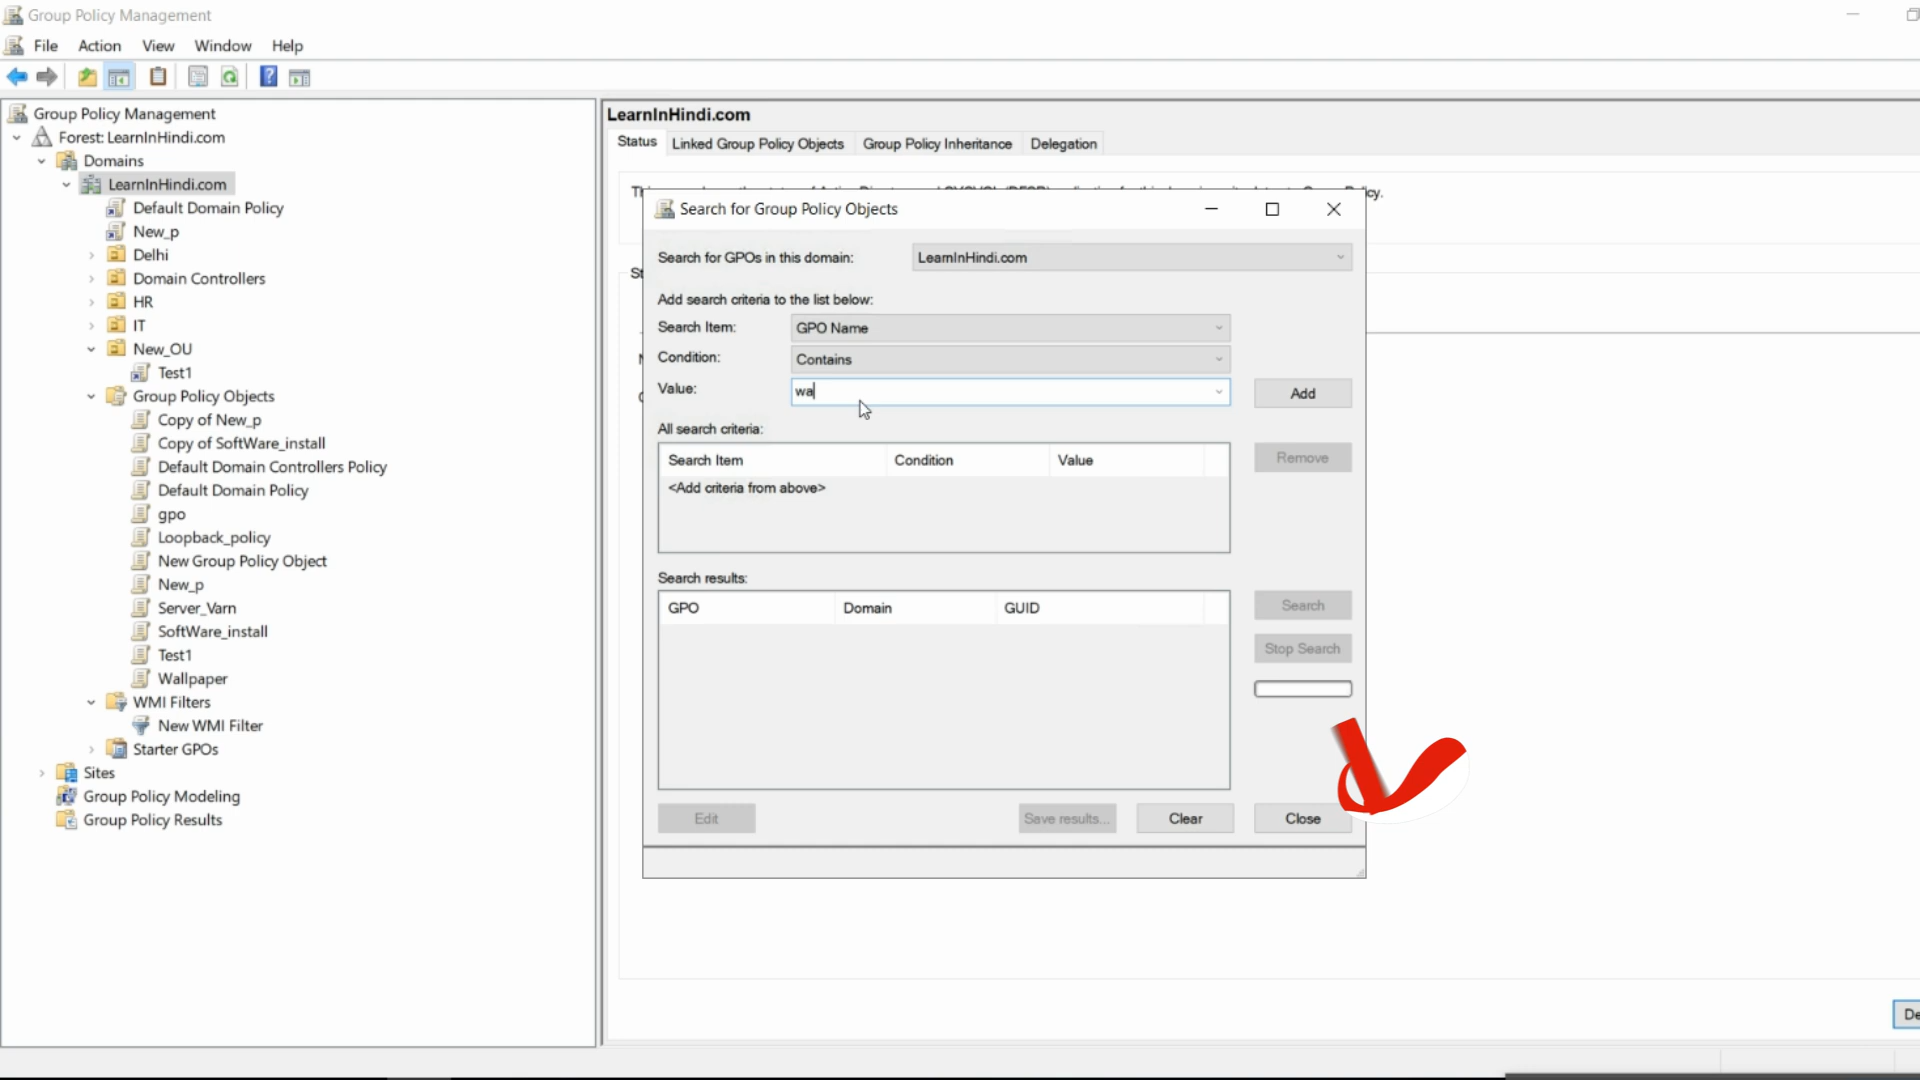 Group Policy Management
File Action View Window Help
Group Policy Management
Forest: LearnInHindi.com
Domains
LearnInHindi.com
Default Domain Policy
New_p
Delhi
Domain Controllers
HR
IT
New_OU
Test1
Group Policy Objects
Copy of New_p
Copy of SoftWare_install
Default Domain Controllers Policy
Default Domain Policy
gpo
Loopback_policy
New Group Policy Object
New_p
Server_Varn
SoftWare_install
Test1
Wallpaper
WMI Filters
New WMI Filter
Starter GPOs
Sites
Group Policy Modeling
Group Policy Results
LearnInHindi.com
Status Linked Group Policy Objects Group Policy Inheritance Delegation
Search for Group Policy Objects
Search for GPOs in this domain: LearnInHindi.com
Add search criteria to the list below:
Search Item: GPO Name
Condition: Contains
Value: wa Add
All search criteria:
Search Item Condition Value Remove
<Add criteria from above>
Search results:
GPO Domain GUID Search
Stop Search
Edit Save results... Clear Close
De